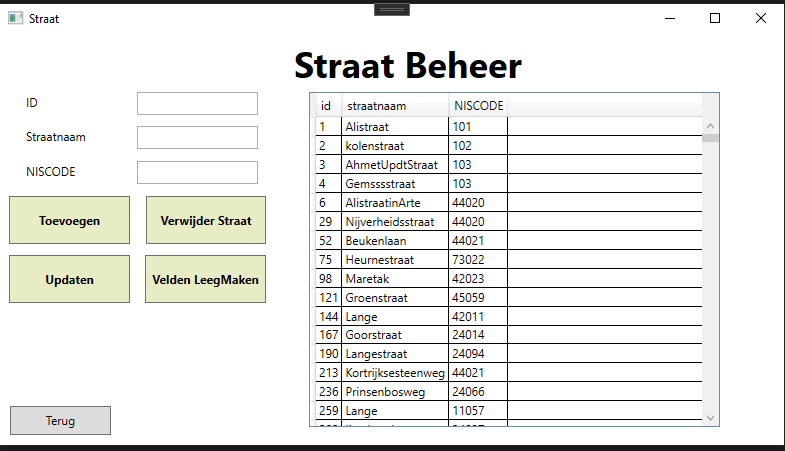 Straat
Straat Beheer
ID
Straatnaam
NISCODE
Toevoegen Verwijder Straat
Updaten Velden LeegMaken
Terug
id straatnaam NISCODE
1 Alistraat 101
2 kolenstraat 102
3 AhmetUpdtStraat 103
4 Gemsssstraat 103
6 AlistraatinArte 44020
29 Nijverheidsstraat 44020
52 Beukenlaan 44021
75 Heurnestraat 73022
98 Maretak 42023
121 Groenstraat 45059
144 Lange 42011
167 Goorstraat 24014
190 Langestraat 24094
213 Kortrijksesteenweg 44021
236 Prinsenbosweg 24066
259 Lange 11057